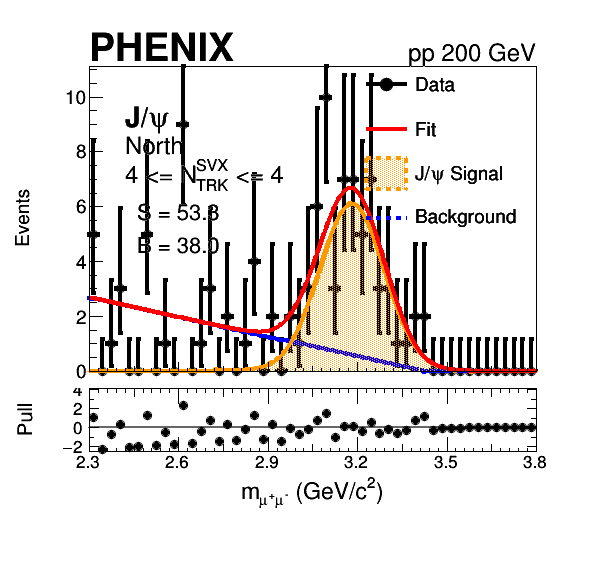 PHENIX
pp 200 GeV
J/ψ
North
4 <= N^SVX_TRK <= 4
S = 53.3
B = 38.0
Data
Fit
J/ψ Signal
Background
Events
10
8
6
4
2
0
Pull
4
2
0
−2
2.3 2.6 2.9 3.2 3.5 3.8
m_μ⁺μ⁻ (GeV/c²)